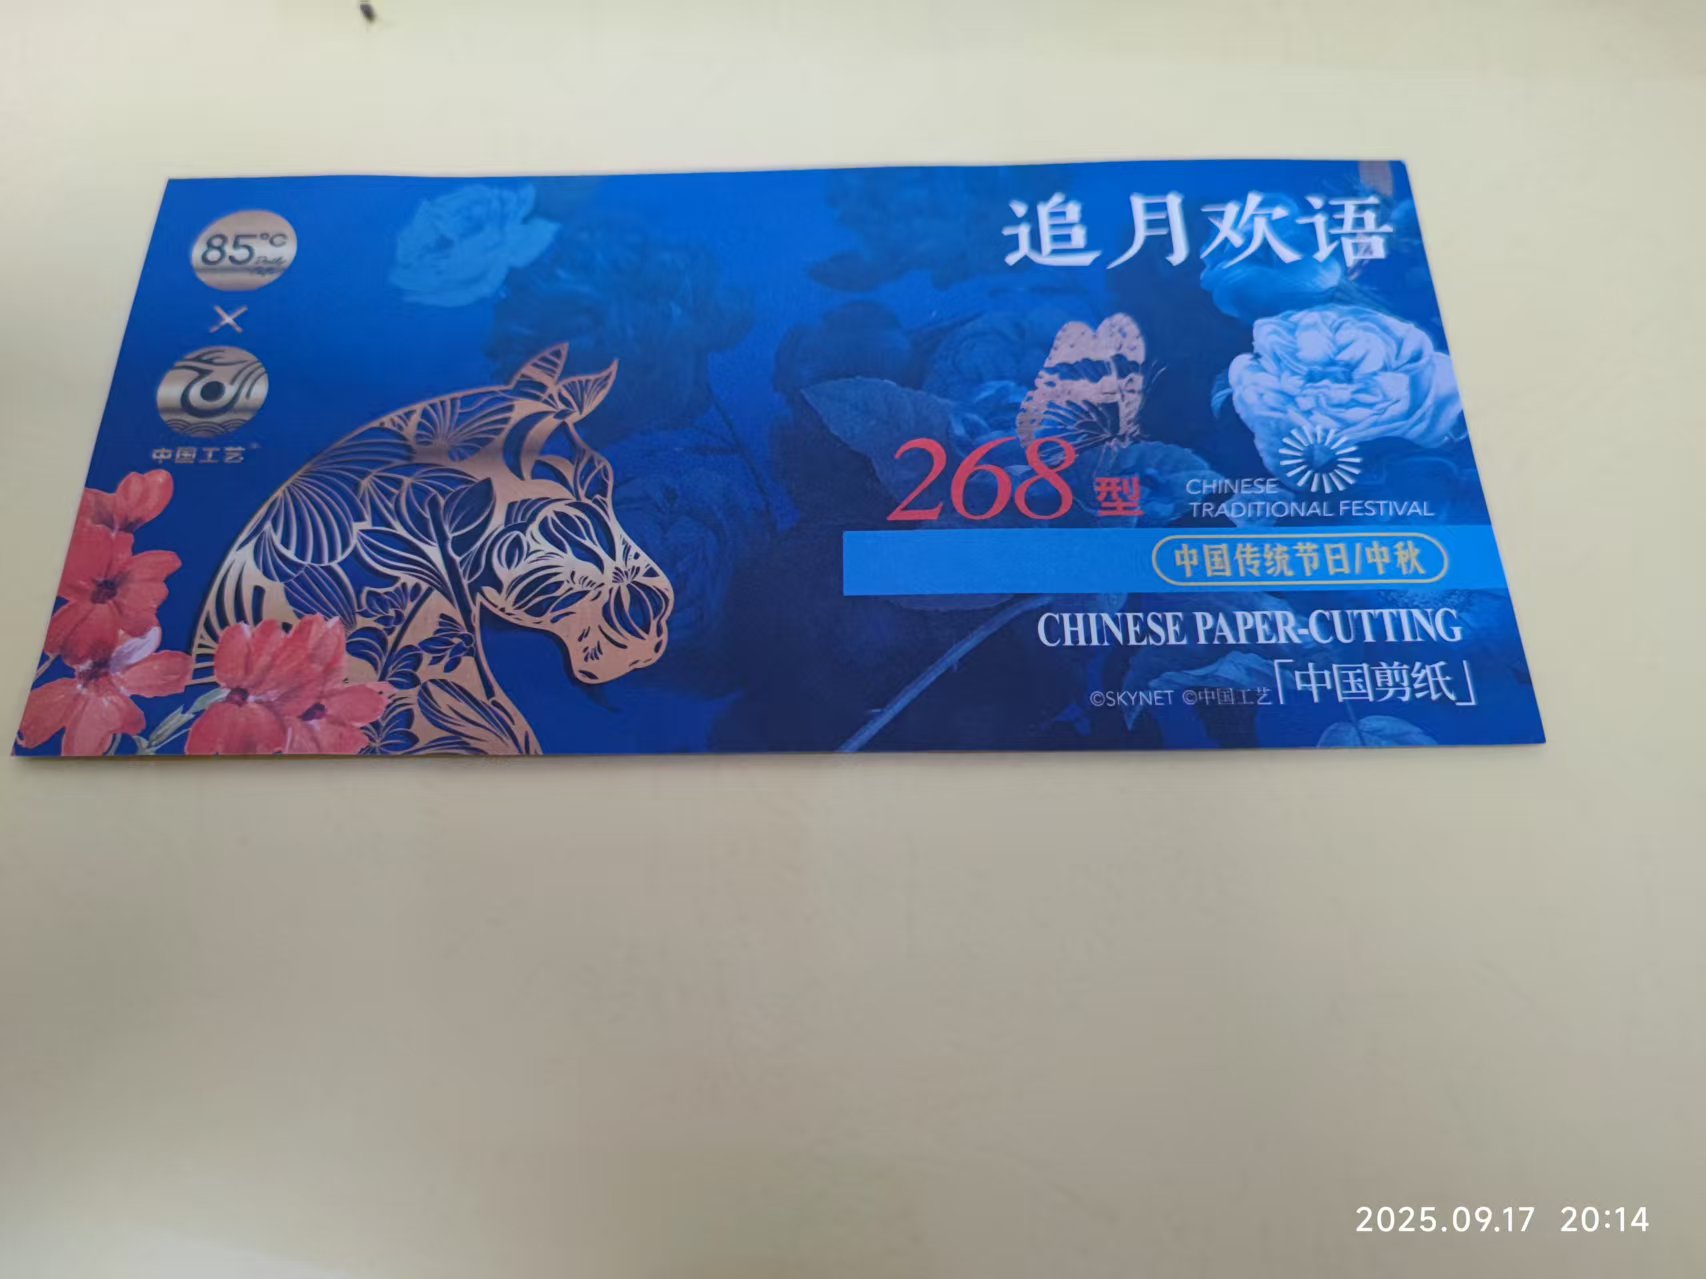 85℃
Daily Cafe
×
中国工艺
追月欢语
268型
CHINESE
TRADITIONAL FESTIVAL
中国传统节日/中秋
CHINESE PAPER-CUTTING
「中国剪纸」
©SKYNET ©中国工艺
2025.09.17 20:14